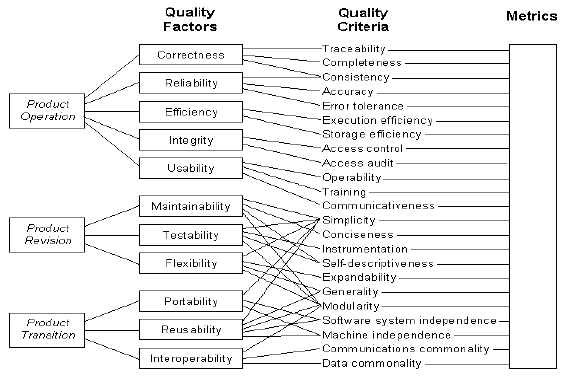 Quality
Factors
Quality
Criteria
Metrics
Product
Operation
Product
Revision
Product
Transition
Correctness
Reliability
Efficiency
Integrity
Usability
Maintainability
Testability
Flexibility
Portability
Reusability
Interoperability
Traceability
Completeness
Consistency
Accuracy
Error tolerance
Execution efficiency
Storage efficiency
Access control
Access audit
Operability
Training
Communicativeness
Simplicity
Conciseness
Instrumentation
Self-descriptiveness
Expandability
Generality
Modularity
Software system independence
Machine independence
Communications commonality
Data commonality